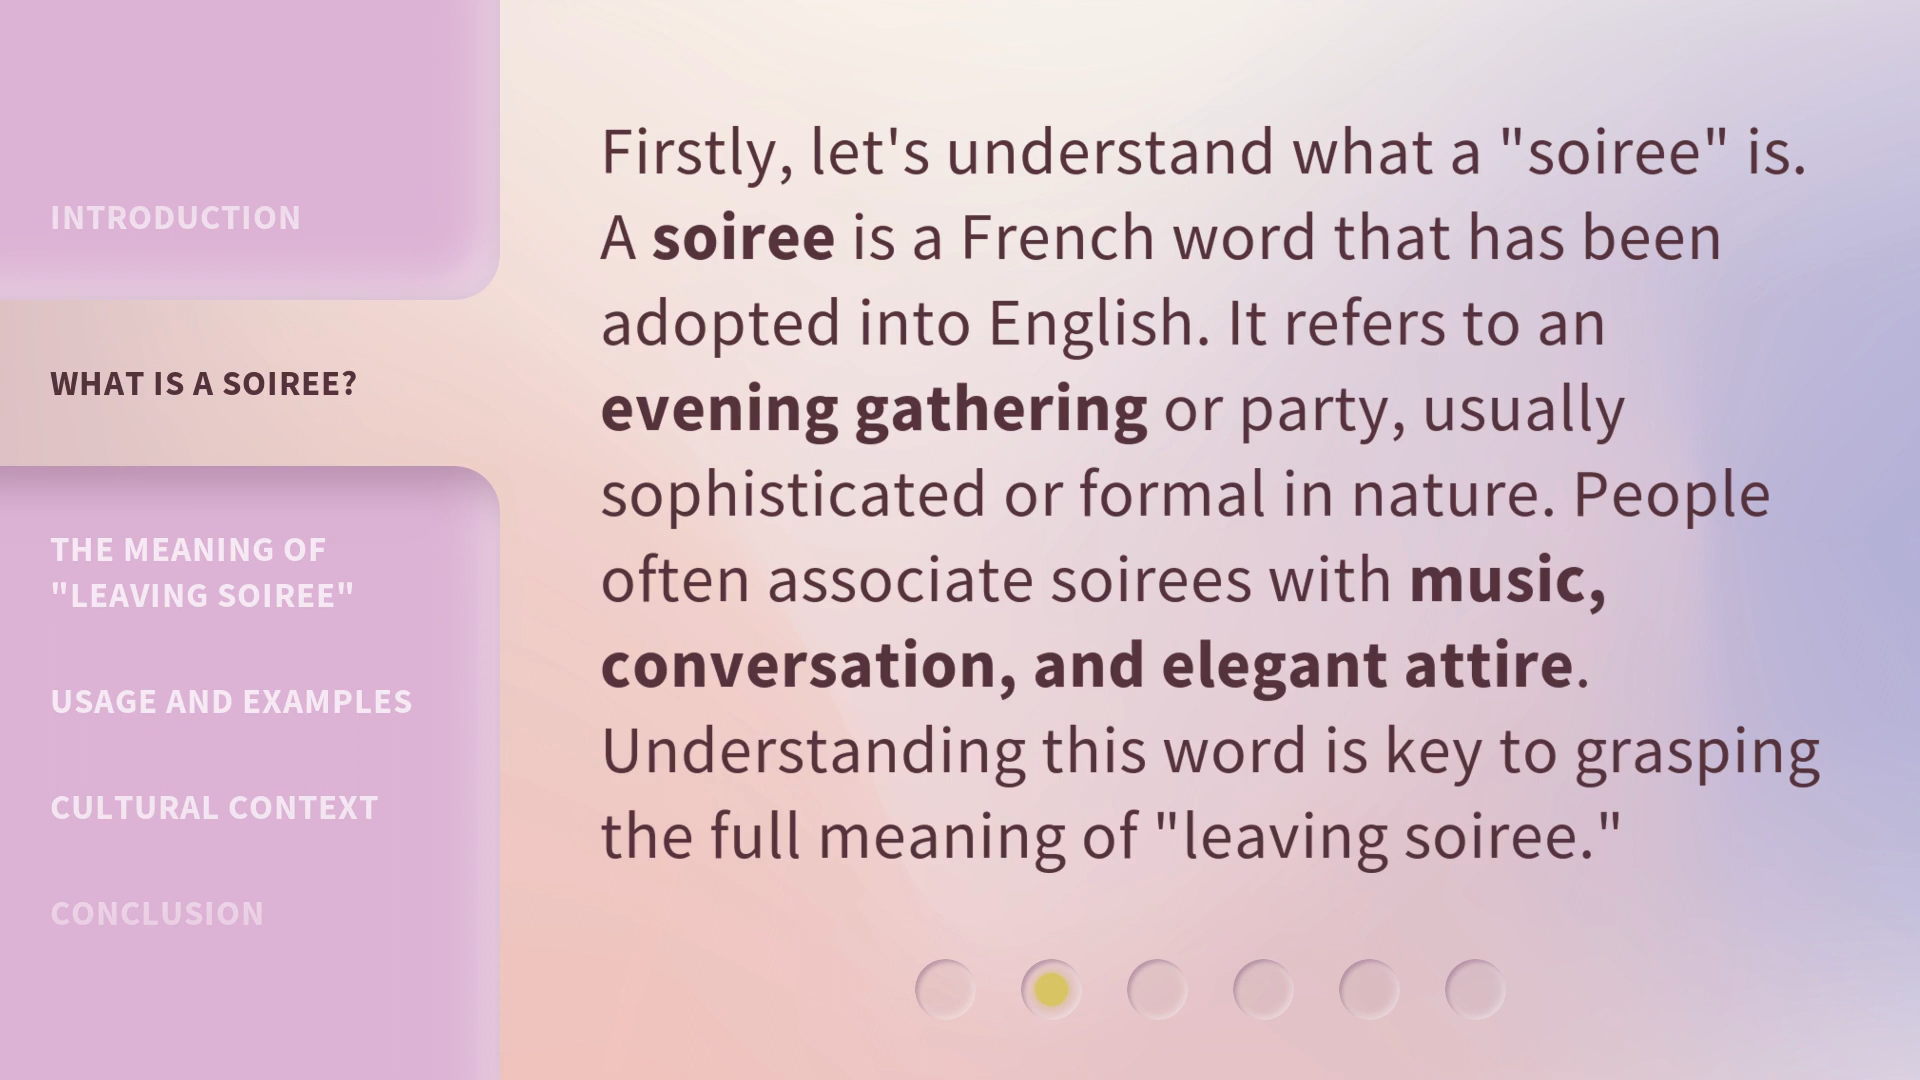 INTRODUCTION
WHAT IS A SOIREE?
THE MEANING OF
"LEAVING SOIREE"
USAGE AND EXAMPLES
CULTURAL CONTEXT
CONCLUSION
Firstly, let's understand what a "soiree" is.
A soiree is a French word that has been
adopted into English. It refers to an
evening gathering or party, usually
sophisticated or formal in nature. People
often associate soirees with music,
conversation, and elegant attire.
Understanding this word is key to grasping
the full meaning of "leaving soiree."